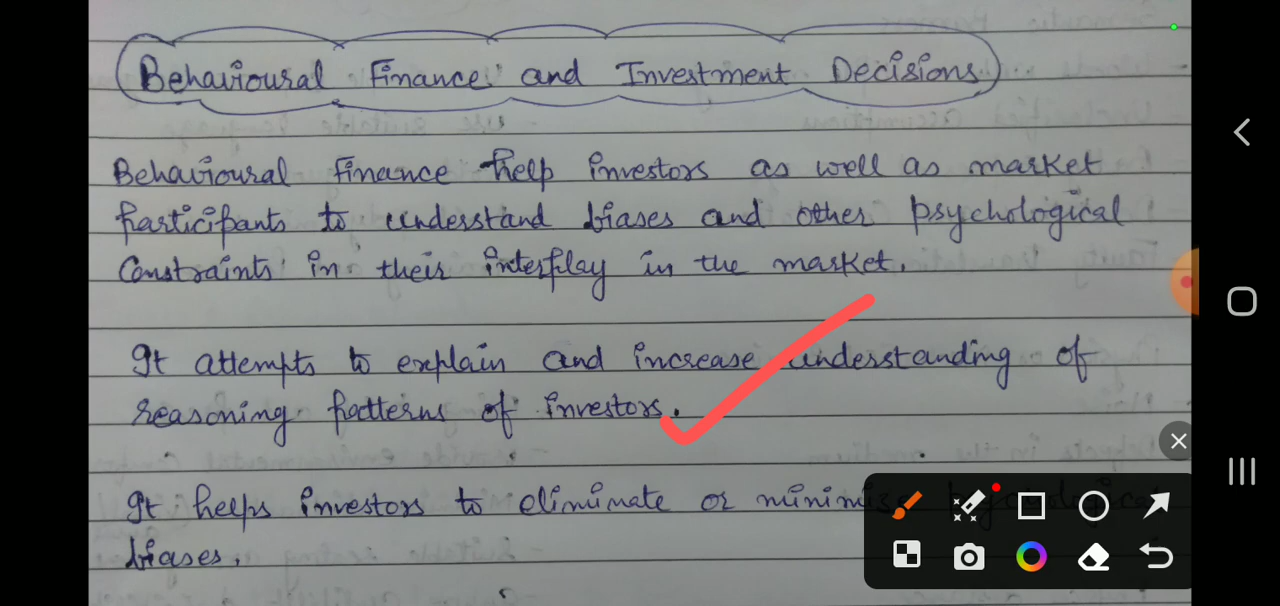 Behavioural Finance and Investment Decisions
Behavioural Finance help investors as well as market
participants to understand biases and other psychological
Constraints in their interplay in the market.
It attempts to explain and increase understanding of
reasoning patterns of investors.
It helps investors to eliminate or minimise psychological
biases.